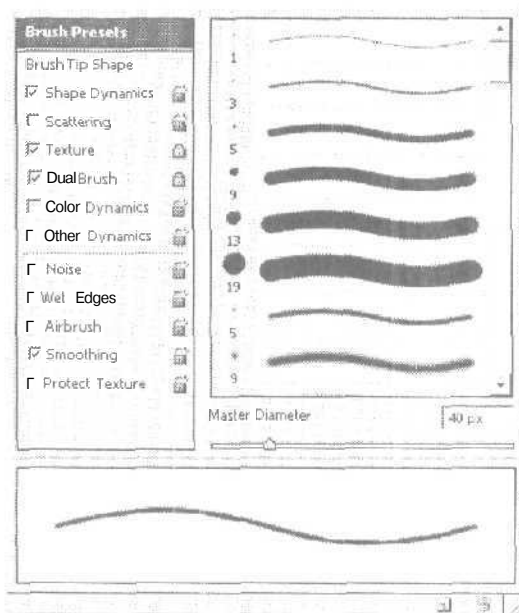 Brush Presets
Brush Tip Shape
Shape Dynamics
Scattering
Texture
Dual Brush
Color Dynamics
Other Dynamics
Noise
Wet Edges
Airbrush
Smoothing
Protect Texture
1
3
5
9
13
19
5
9
Master Diameter
40 px